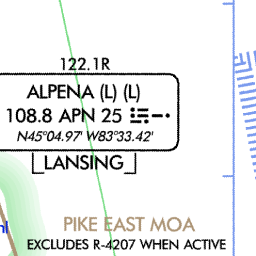 122.1R
ALPENA (L) (L)
108.8 APN 25
N45°04.97' W83°33.42'
LANSING
PIKE EAST MOA
EXCLUDES R-4207 WHEN ACTIVE